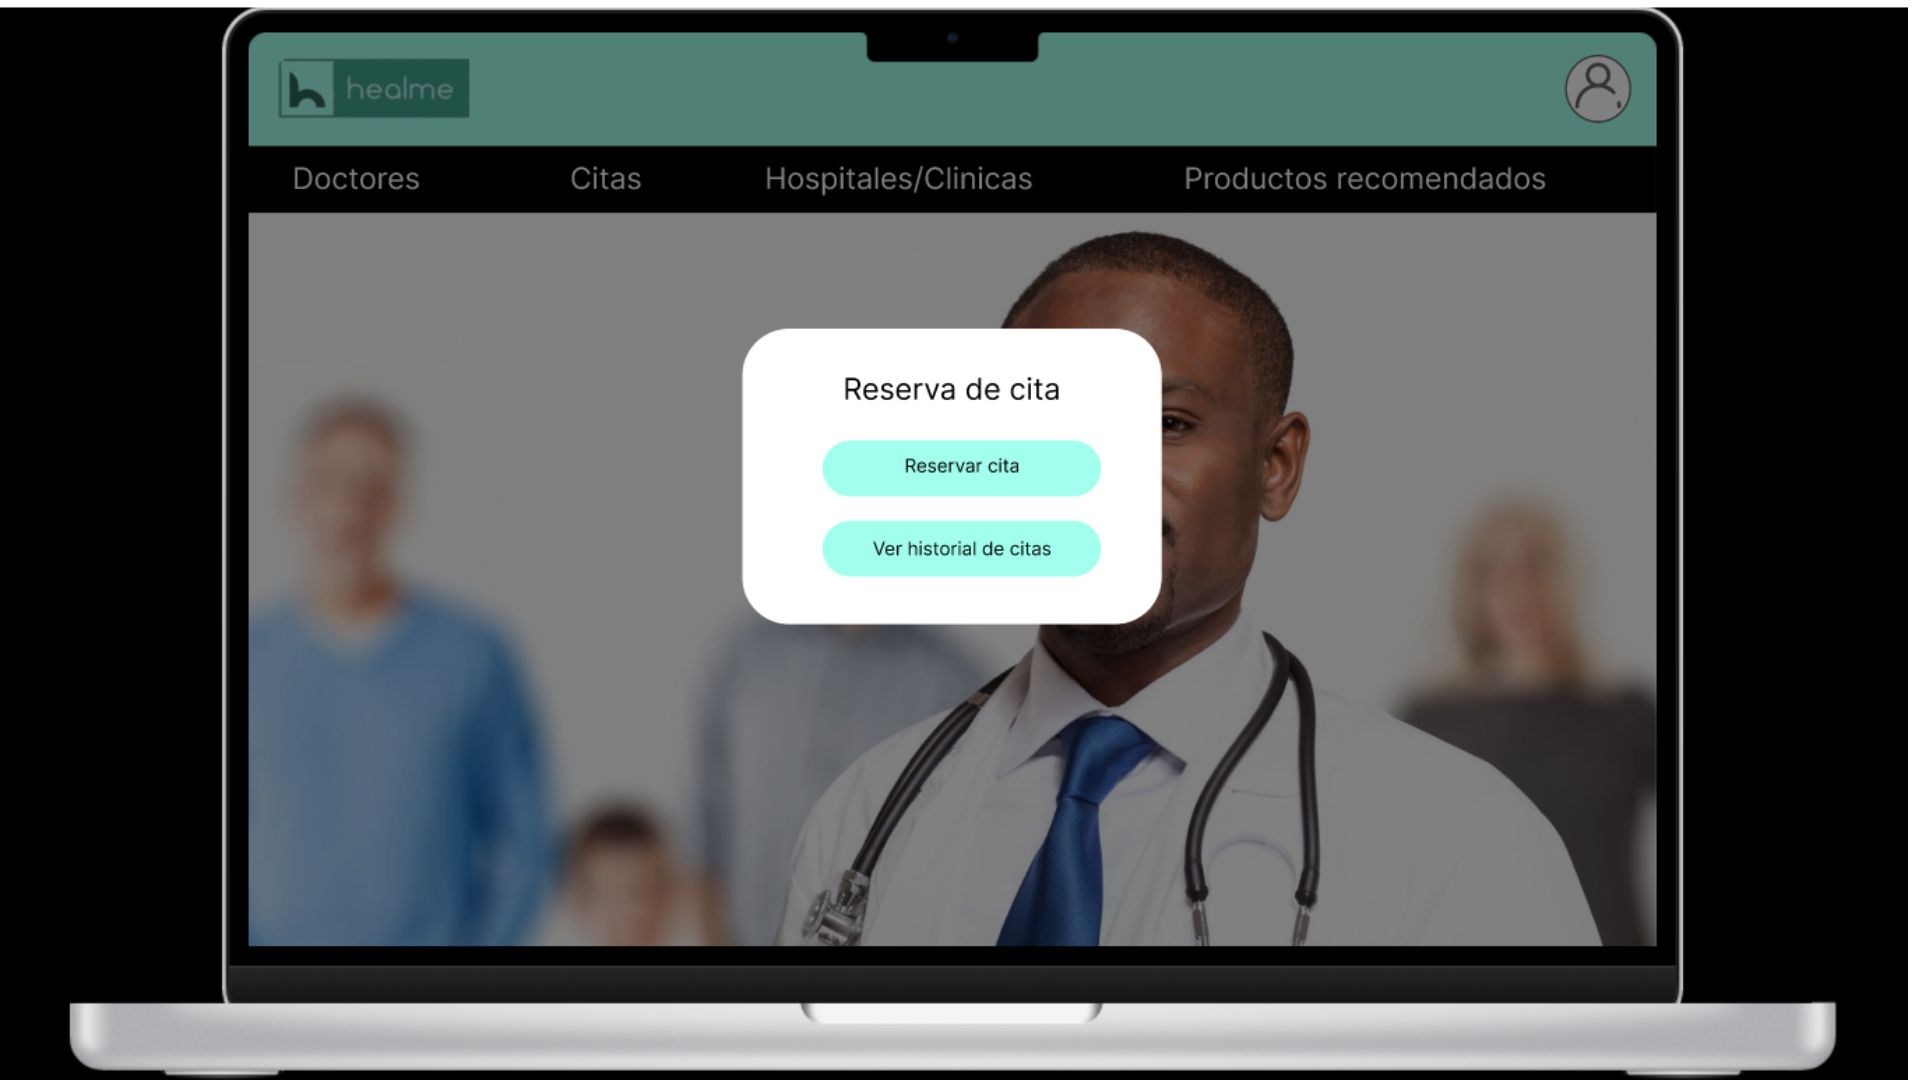 healme
Doctores
Citas
Hospitales/Clinicas
Productos recomendados
Reserva de cita
Reservar cita
Ver historial de citas